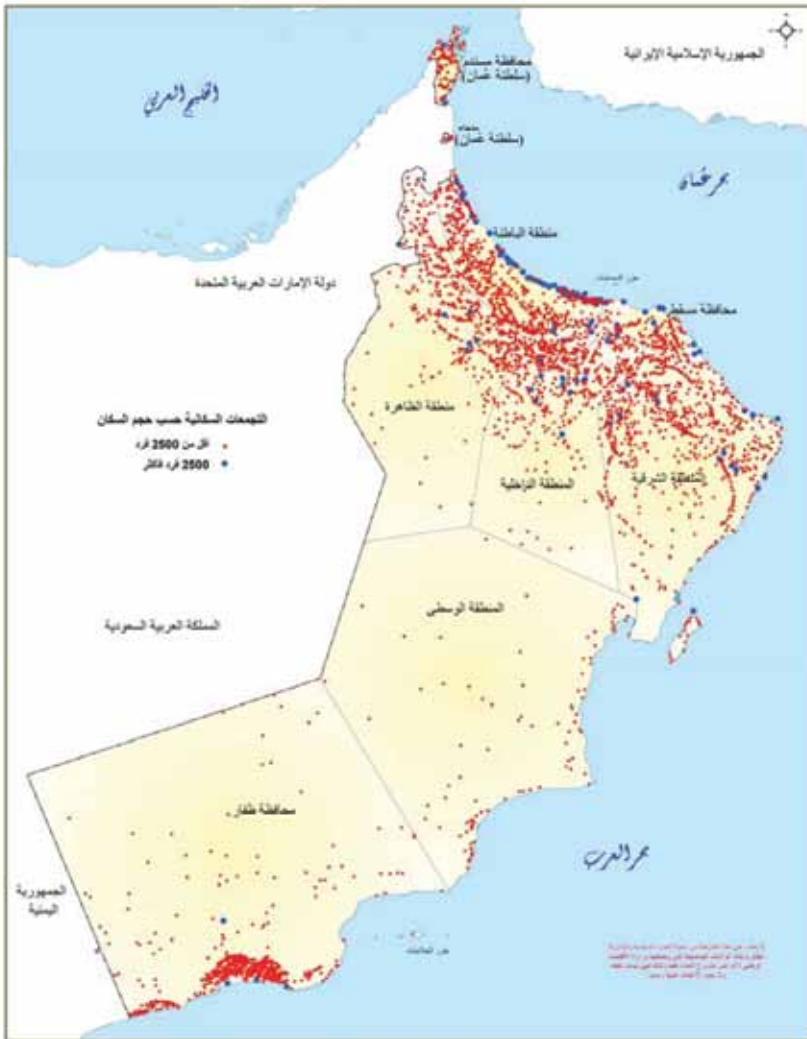 الجمهورية الإسلامية الإيرانية
محافظة مسندم
(سلطنة عُمان)
الخليج العربي
(سلطنة عُمان)
بحر عُمان
منطقة الباطنة
دولة الإمارات العربية المتحدة
محافظة مسقط
منطقة الظاهرة
التجمعات السكانية حسب حجم السكان
أقل من 2500 فرد
2500 فرد فأكثر
المنطقة الداخلية
المنطقة الشرقية
المنطقة الوسطى
المملكة العربية السعودية
محافظة ظفار
بحر العرب
الجمهورية
اليمنية